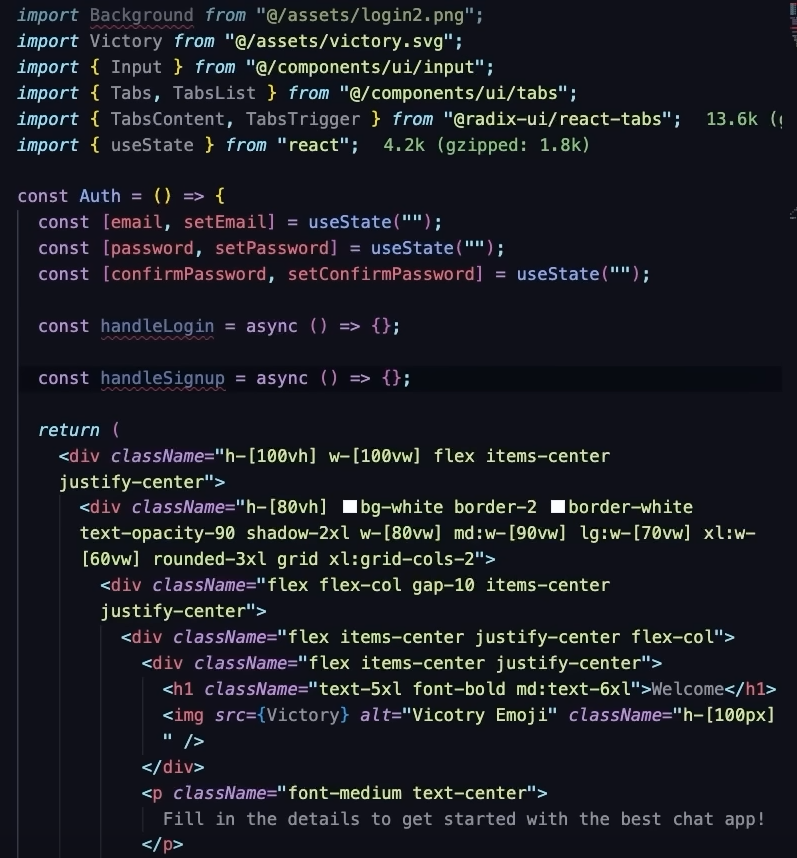 import Background from "@/assets/login2.png";
import Victory from "@/assets/victory.svg";
import { Input } from "@/components/ui/input";
import { Tabs, TabsList } from "@/components/ui/tabs";
import { TabsContent, TabsTrigger } from "@radix-ui/react-tabs";  13.6k (g
import { useState } from "react";  4.2k (gzipped: 1.8k)
const Auth = () => {
const [email, setEmail] = useState("");
const [password, setPassword] = useState("");
const [confirmPassword, setConfirmPassword] = useState("");
const handleLogin = async () => {};
const handleSignup = async () => {};
return (
<div className="h-[100vh] w-[100vw] flex items-center
justify-center">
<div className="h-[80vh] bg-white border-2 border-white
text-opacity-90 shadow-2xl w-[80vw] md:w-[90vw] lg:w-[70vw] xl:w-
[60vw] rounded-3xl grid xl:grid-cols-2">
<div className="flex flex-col gap-10 items-center
justify-center">
<div className="flex items-center justify-center flex-col">
<div className="flex items-center justify-center">
<h1 className="text-5xl font-bold md:text-6xl">Welcome</h1>
<img src={Victory} alt="Vicotry Emoji" className="h-[100px]
" />
</div>
<p className="font-medium text-center">
Fill in the details to get started with the best chat app!
</p>